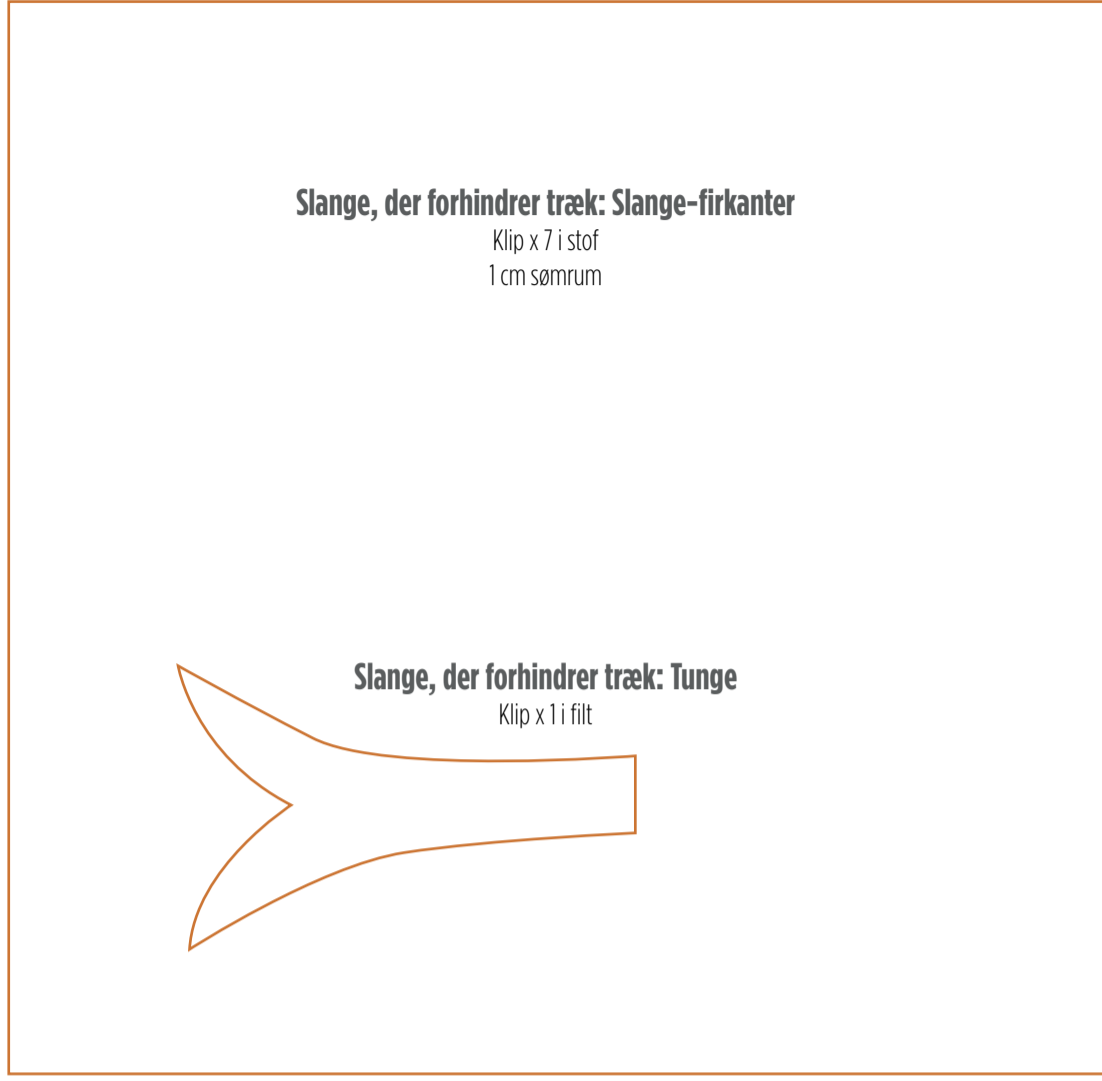 Slange, der forhindrer træk: Slange-firkanter
Klip x 7 i stof
1 cm sømrum
Slange, der forhindrer træk: Tunge
Klip x 1 i filt